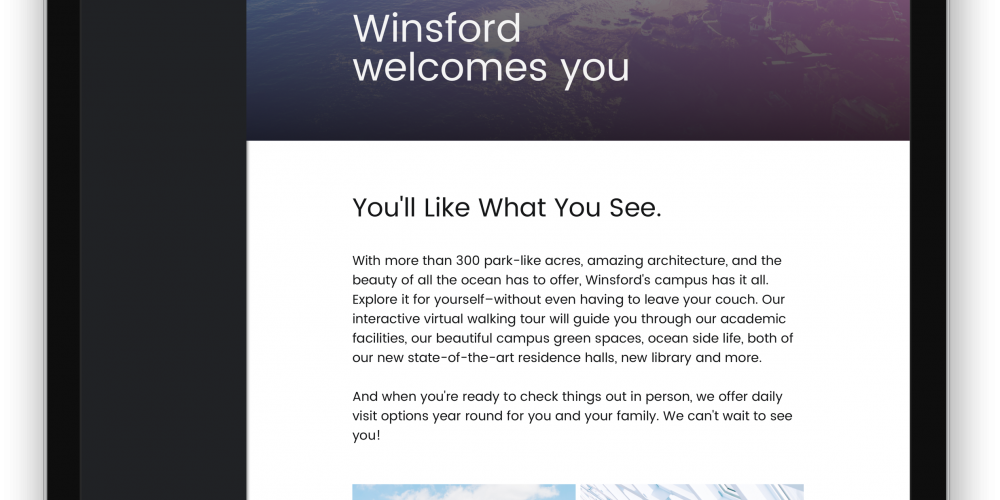 Winsford
welcomes you
You'll Like What You See.
With more than 300 park-like acres, amazing architecture, and the
beauty of all the ocean has to offer, Winsford's campus has it all.
Explore it for yourself–without even having to leave your couch. Our
interactive virtual walking tour will guide you through our academic
facilities, our beautiful campus green spaces, ocean side life, both of
our new state-of-the-art residence halls, new library and more.
And when you're ready to check things out in person, we offer daily
visit options year round for you and your family. We can't wait to see
you!